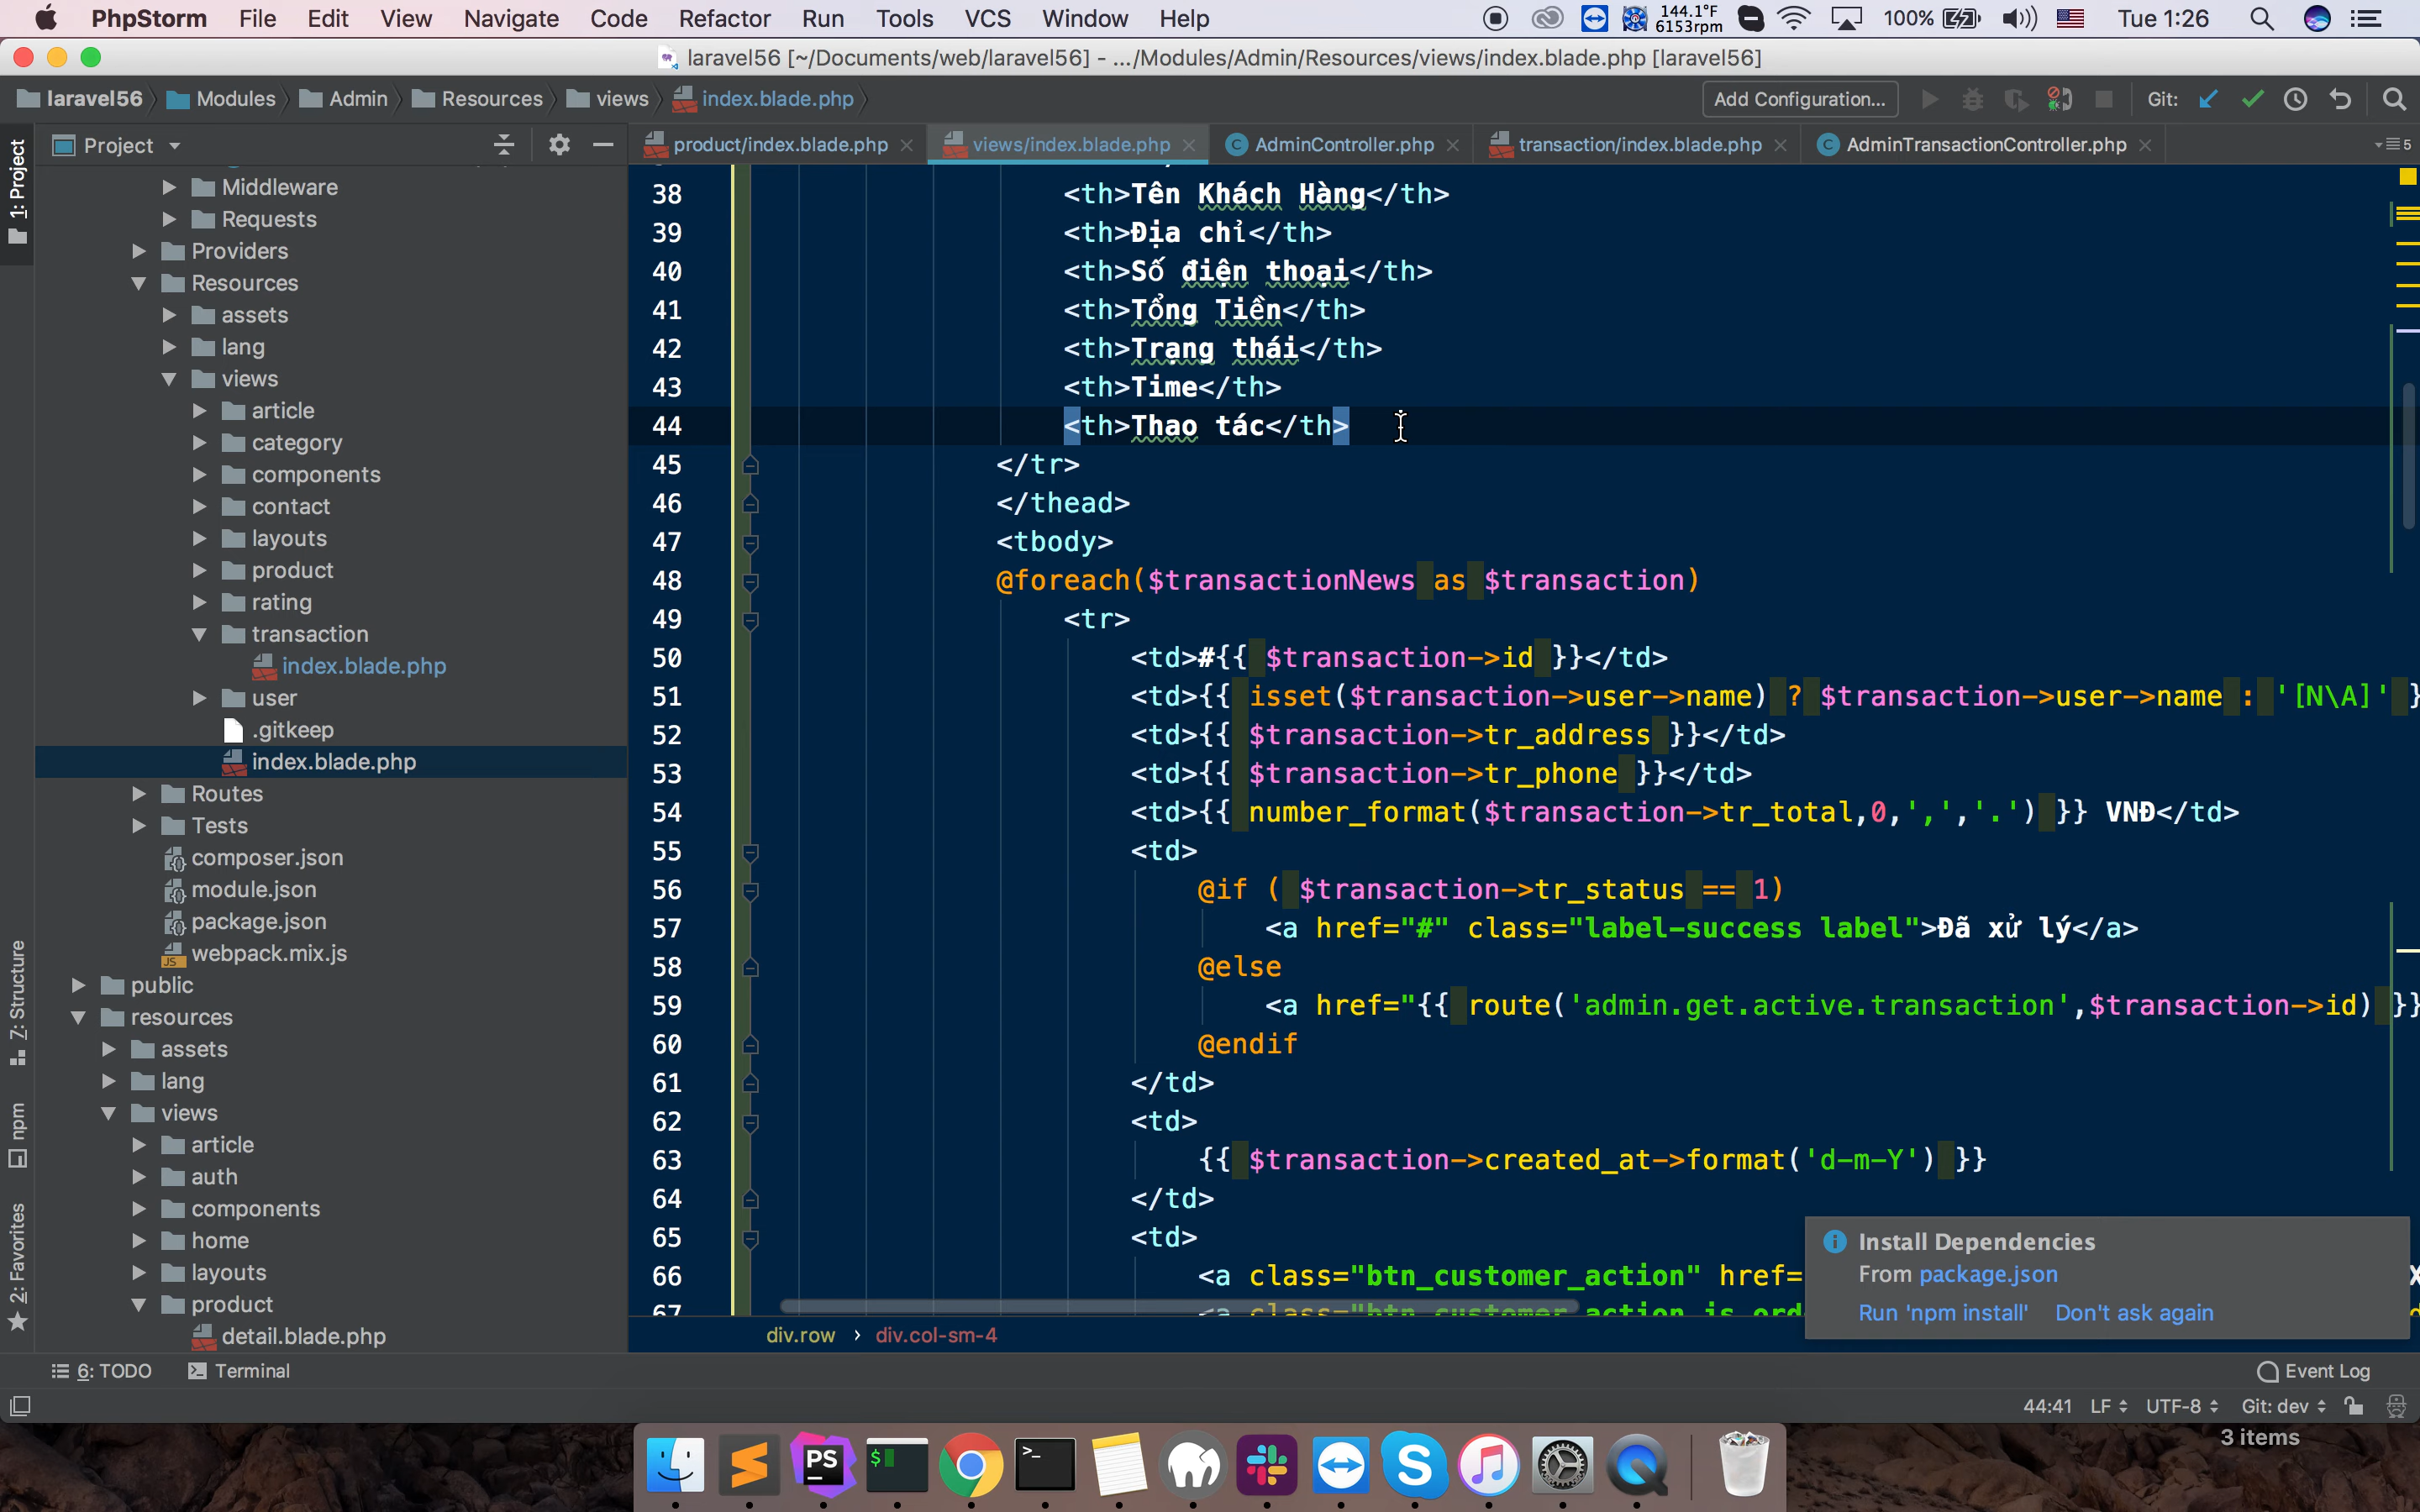 PhpStorm File Edit View Navigate Code Refactor Run Tools VCS Window Help 144.1°F 6153rpm 100% Tue 1:26
laravel56 [~/Documents/web/laravel56] - .../Modules/Admin/Resources/views/index.blade.php [laravel56]
laravel56 Modules Admin Resources views index.blade.php Add Configuration... Git:
Project product/index.blade.php views/index.blade.php AdminController.php transaction/index.blade.php AdminTransactionController.php 5
1: Project
Z: Structure
npm
2: Favorites
Middleware
Requests
Providers
Resources
assets
lang
views
article
category
components
contact
layouts
product
rating
transaction
index.blade.php
user
.gitkeep
index.blade.php
Routes
Tests
composer.json
module.json
package.json
webpack.mix.js
public
resources
assets
lang
views
article
auth
components
home
layouts
product
detail.blade.php
38 <th>Tên Khách Hàng</th>
39 <th>Địa chỉ</th>
40 <th>Số điện thoại</th>
41 <th>Tổng Tiền</th>
42 <th>Trạng thái</th>
43 <th>Time</th>
44 <th>Thao tác</th>
45 </tr>
46 </thead>
47 <tbody>
48 @foreach($transactionNews as $transaction)
49 <tr>
50 <td>#{{ $transaction->id }}</td>
51 <td>{{ isset($transaction->user->name) ? $transaction->user->name : '[N\A]' }
52 <td>{{ $transaction->tr_address }}</td>
53 <td>{{ $transaction->tr_phone }}</td>
54 <td>{{ number_format($transaction->tr_total,0,',','.') }} VNĐ</td>
55 <td>
56 @if ( $transaction->tr_status == 1)
57 <a href="#" class="label-success label">Đã xử lý</a>
58 @else
59 <a href="{{ route('admin.get.active.transaction',$transaction->id) }}
60 @endif
61 </td>
62 <td>
63 {{ $transaction->created_at->format('d-m-Y') }}
64 </td>
65 <td>
66 <a class="btn_customer_action" href=
67 <a class="btn_customer_action is_ord
Install Dependencies
From package.json
Run 'npm install' Don't ask again
div.row › div.col-sm-4
6: TODO Terminal Event Log
44:41 LF UTF-8 Git: dev
3 items
PS
$
>_
S